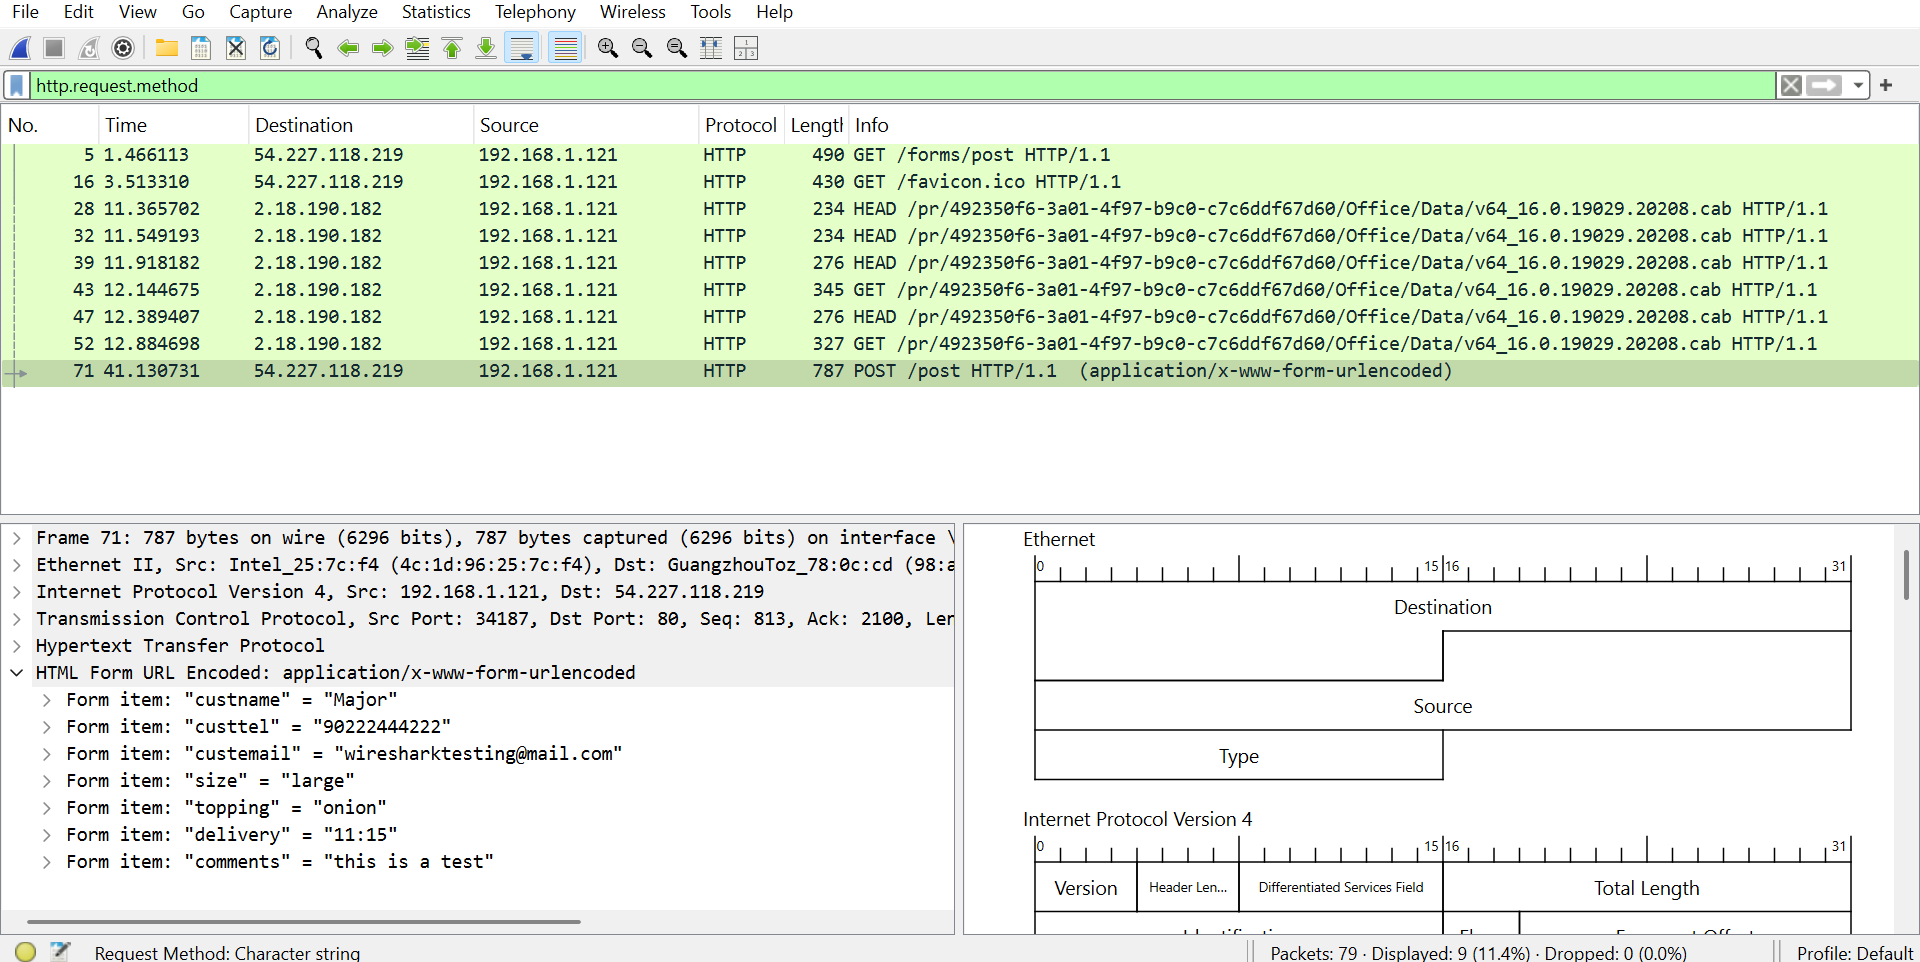 File Edit View Go Capture Analyze Statistics Telephony Wireless Tools Help
http.request.method
No. Time Destination Source Protocol Lengtl Info
5 1.466113 54.227.118.219 192.168.1.121 HTTP 490 GET /forms/post HTTP/1.1
16 3.513310 54.227.118.219 192.168.1.121 HTTP 430 GET /favicon.ico HTTP/1.1
28 11.365702 2.18.190.182 192.168.1.121 HTTP 234 HEAD /pr/492350f6-3a01-4f97-b9c0-c7c6ddf67d60/Office/Data/v64_16.0.19029.20208.cab HTTP/1.1
32 11.549193 2.18.190.182 192.168.1.121 HTTP 234 HEAD /pr/492350f6-3a01-4f97-b9c0-c7c6ddf67d60/Office/Data/v64_16.0.19029.20208.cab HTTP/1.1
39 11.918182 2.18.190.182 192.168.1.121 HTTP 276 HEAD /pr/492350f6-3a01-4f97-b9c0-c7c6ddf67d60/Office/Data/v64_16.0.19029.20208.cab HTTP/1.1
43 12.144675 2.18.190.182 192.168.1.121 HTTP 345 GET /pr/492350f6-3a01-4f97-b9c0-c7c6ddf67d60/Office/Data/v64_16.0.19029.20208.cab HTTP/1.1
47 12.389407 2.18.190.182 192.168.1.121 HTTP 276 HEAD /pr/492350f6-3a01-4f97-b9c0-c7c6ddf67d60/Office/Data/v64_16.0.19029.20208.cab HTTP/1.1
52 12.884698 2.18.190.182 192.168.1.121 HTTP 327 GET /pr/492350f6-3a01-4f97-b9c0-c7c6ddf67d60/Office/Data/v64_16.0.19029.20208.cab HTTP/1.1
71 41.130731 54.227.118.219 192.168.1.121 HTTP 787 POST /post HTTP/1.1 (application/x-www-form-urlencoded)
Frame 71: 787 bytes on wire (6296 bits), 787 bytes captured (6296 bits) on interface \
Ethernet II, Src: Intel_25:7c:f4 (4c:1d:96:25:7c:f4), Dst: GuangzhouToz_78:0c:cd (98:a
Internet Protocol Version 4, Src: 192.168.1.121, Dst: 54.227.118.219
Transmission Control Protocol, Src Port: 34187, Dst Port: 80, Seq: 813, Ack: 2100, Len
Hypertext Transfer Protocol
HTML Form URL Encoded: application/x-www-form-urlencoded
Form item: "custname" = "Major"
Form item: "custtel" = "90222444222"
Form item: "custemail" = "wiresharktesting@mail.com"
Form item: "size" = "large"
Form item: "topping" = "onion"
Form item: "delivery" = "11:15"
Form item: "comments" = "this is a test"
Ethernet
0 15 16 31
Destination
Source
Type
Internet Protocol Version 4
0 15 16 31
Version Header Len... Differentiated Services Field Total Length
Request Method: Character string
Packets: 79 · Displayed: 9 (11.4%) · Dropped: 0 (0.0%)
Profile: Default